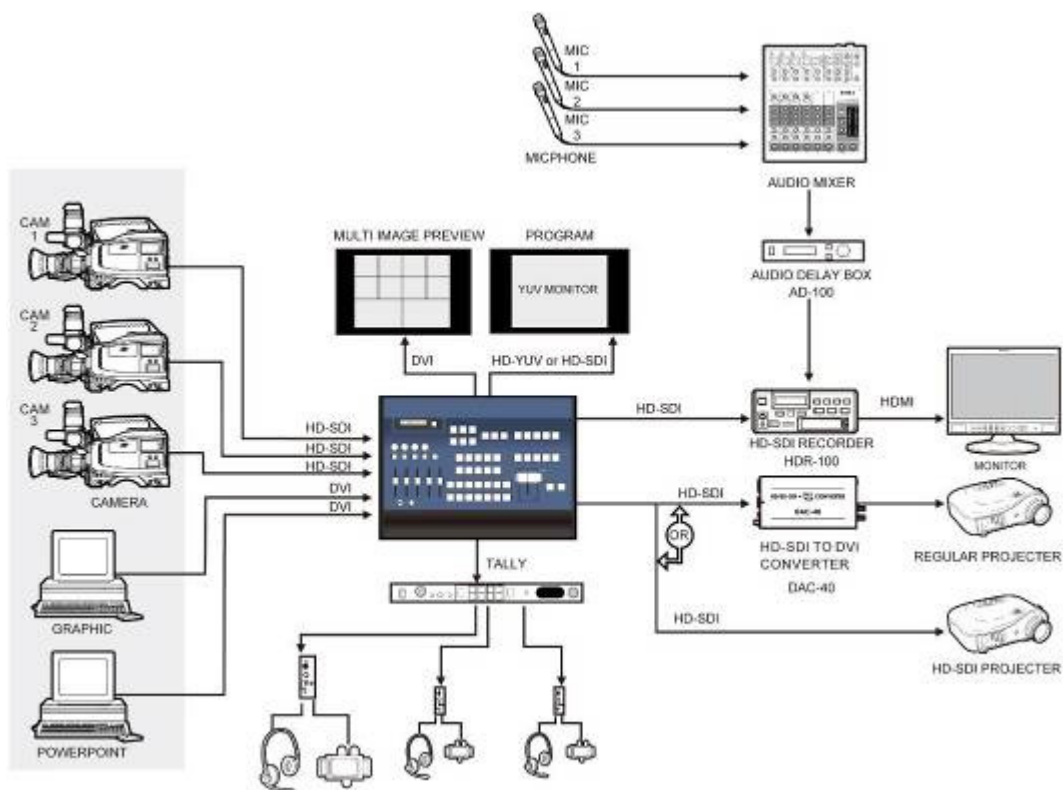 MIC
1
MIC
2
MIC
3
MICPHONE
AUDIO MIXER
AUDIO DELAY BOX
AD-100
CAM
1
CAM
2
CAM
3
CAMERA
MULTI IMAGE PREVIEW
PROGRAM
YUV MONITOR
DVI
HD-YUV or HD-SDI
HD-SDI
HD-SDI
HD-SDI
DVI
DVI
HD-SDI
HDMI
HD-SDI RECORDER
HDR-100
MONITOR
HD-SDI
OR
CONVERTER
DAC-40
HD-SDI TO DVI
CONVERTER
DAC-40
REGULAR PROJECTER
HD-SDI
HD-SDI PROJECTER
TALLY
GRAPHIC
POWERPOINT